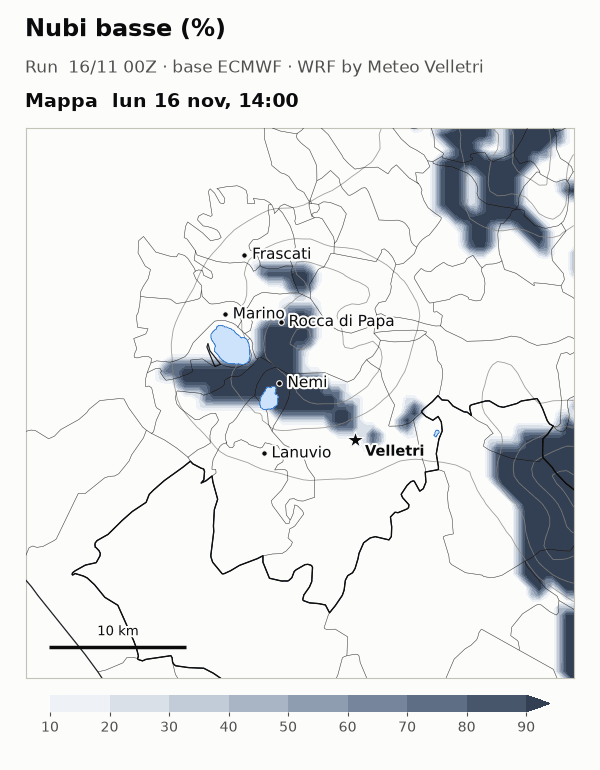 Nubi basse (%)
Run  16/11 00Z · base ECMWF · WRF by Meteo Velletri
Mappa  lun 16 nov, 14:00
Frascati
Marino
Rocca di Papa
Nemi
Velletri
Lanuvio
10 km
10 20 30 40 50 60 70 80 90